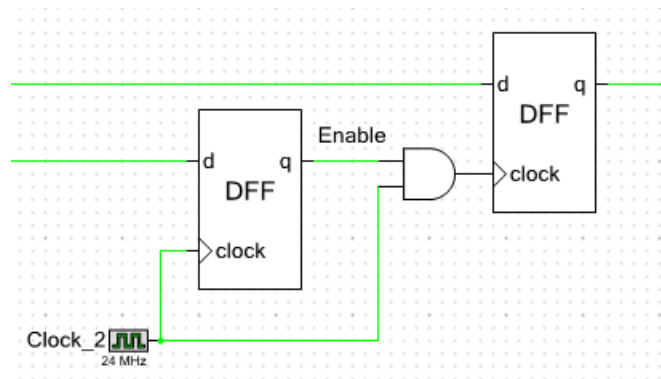 d q
DFF
clock
Enable
d q
DFF
clock
Clock_2
24 MHz